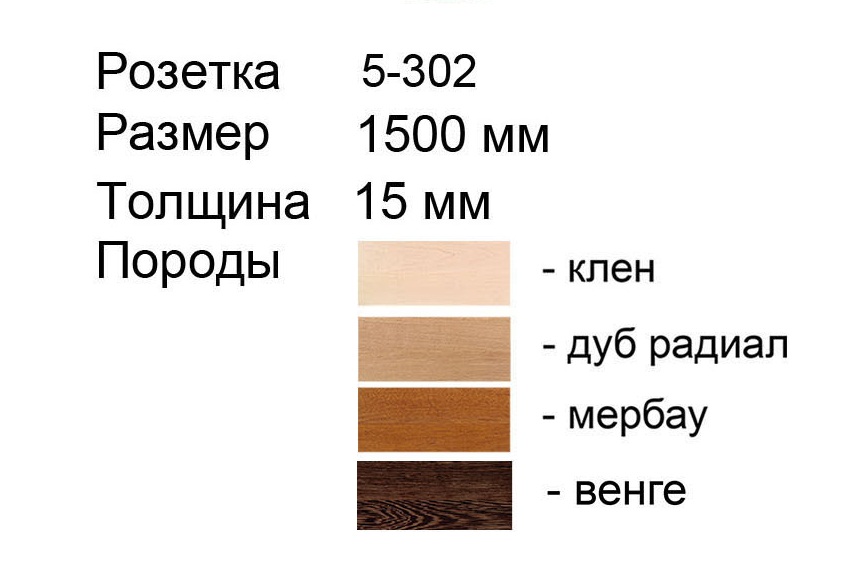 Розетка 5-302
Размер 1500 мм
Толщина 15 мм
Породы - клен
- дуб радиал
- мербау
- венге